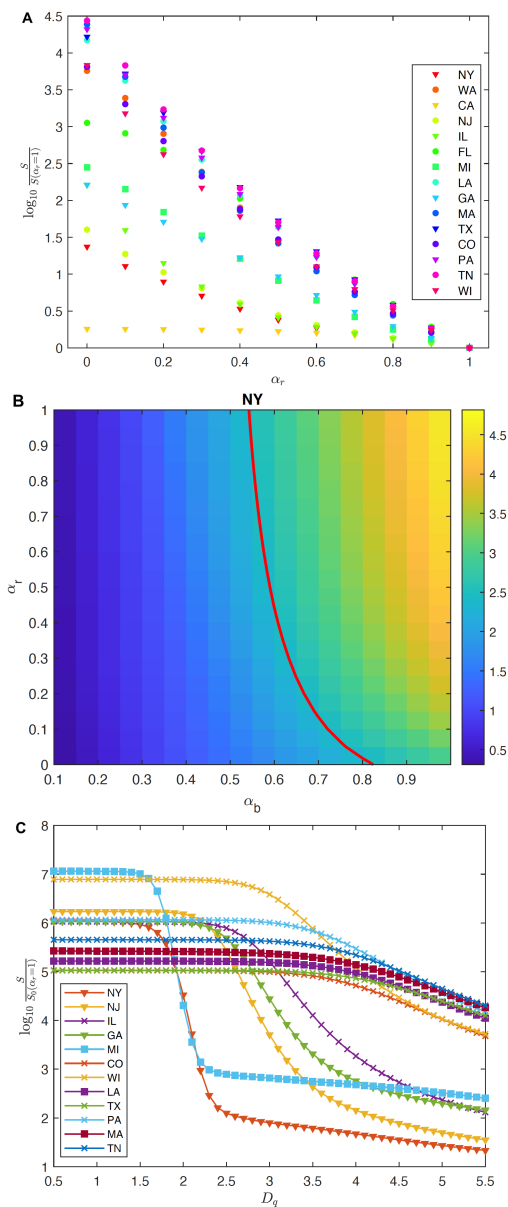 A
4.5
4
3.5
3
2.5
2
1.5
1
0.5
0
log10 S/S(αr=1)
0 0.2 0.4 0.6 0.8 1
αr
NY
WA
CA
NJ
IL
FL
MI
LA
GA
MA
TX
CO
PA
TN
WI
B
NY
1
0.9
0.8
0.7
0.6
0.5
0.4
0.3
0.2
0.1
0
αr
0.1 0.2 0.3 0.4 0.5 0.6 0.7 0.8 0.9
αb
4.5
4
3.5
3
2.5
2
1.5
1
0.5
C
8
7
6
5
4
3
2
1
log10 S/S0(αr=1)
0.5 1 1.5 2.0 2.5 3.0 3.5 4.0 4.5 5.0 5.5
Dq
NY
NJ
IL
GA
MI
CO
WI
LA
TX
PA
MA
TN